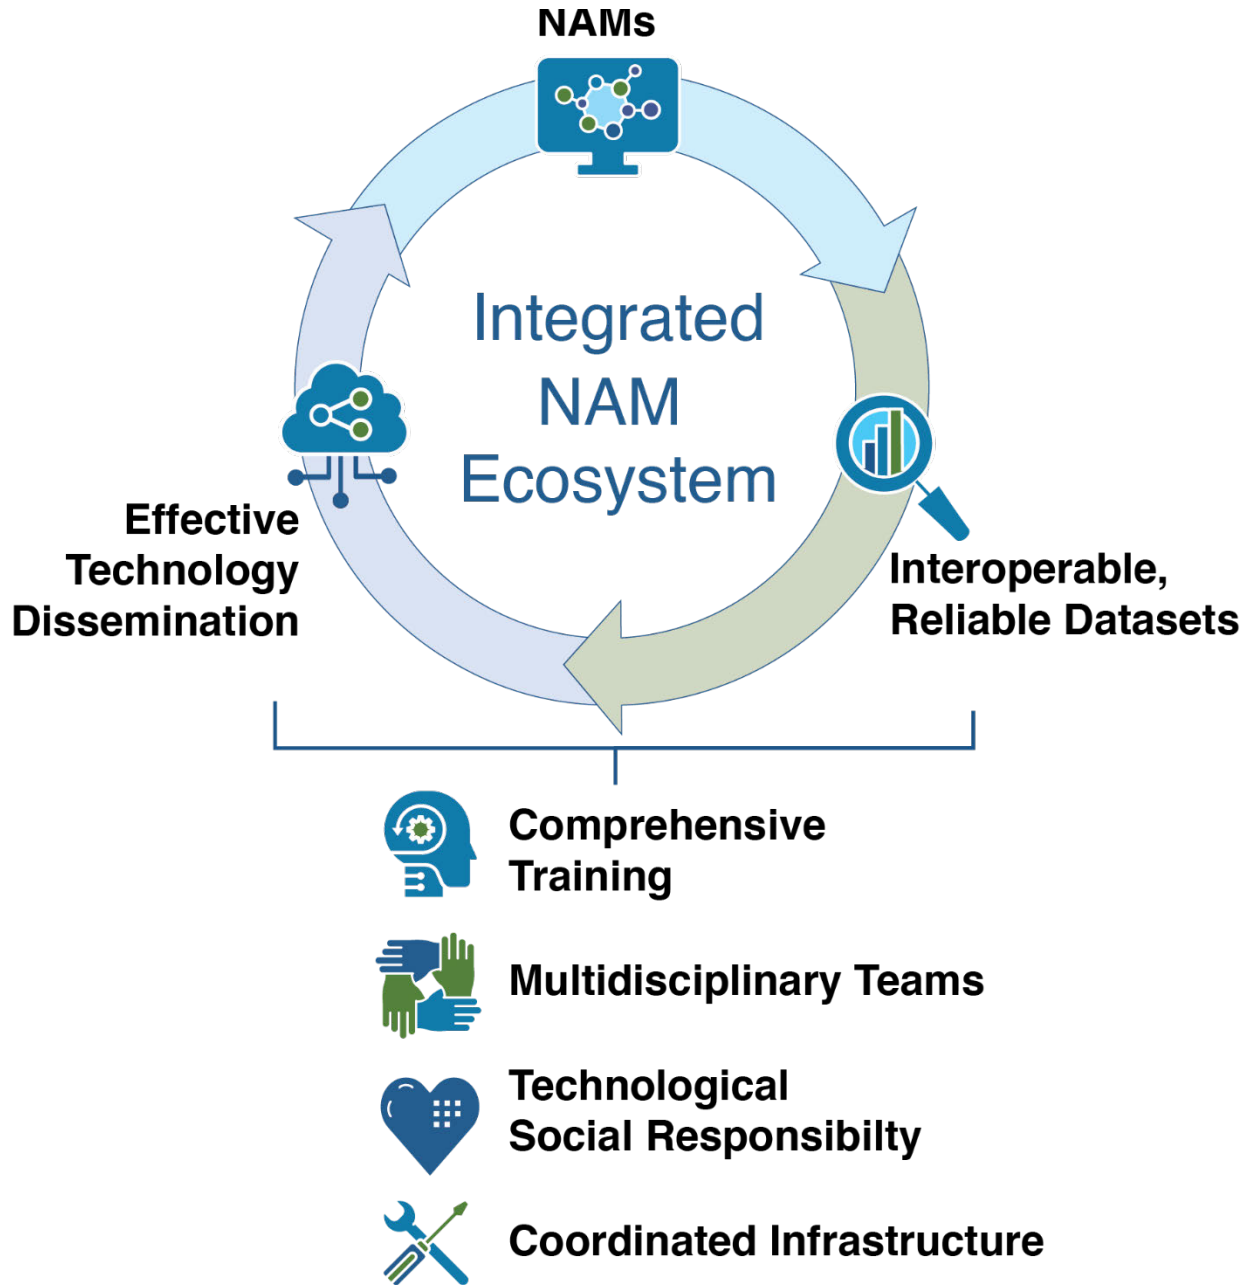 NAMs
Integrated
NAM
Ecosystem
Effective
Technology
Dissemination
Interoperable,
Reliable Datasets
Comprehensive
Training
Multidisciplinary Teams
Technological
Social Responsibilty
Coordinated Infrastructure